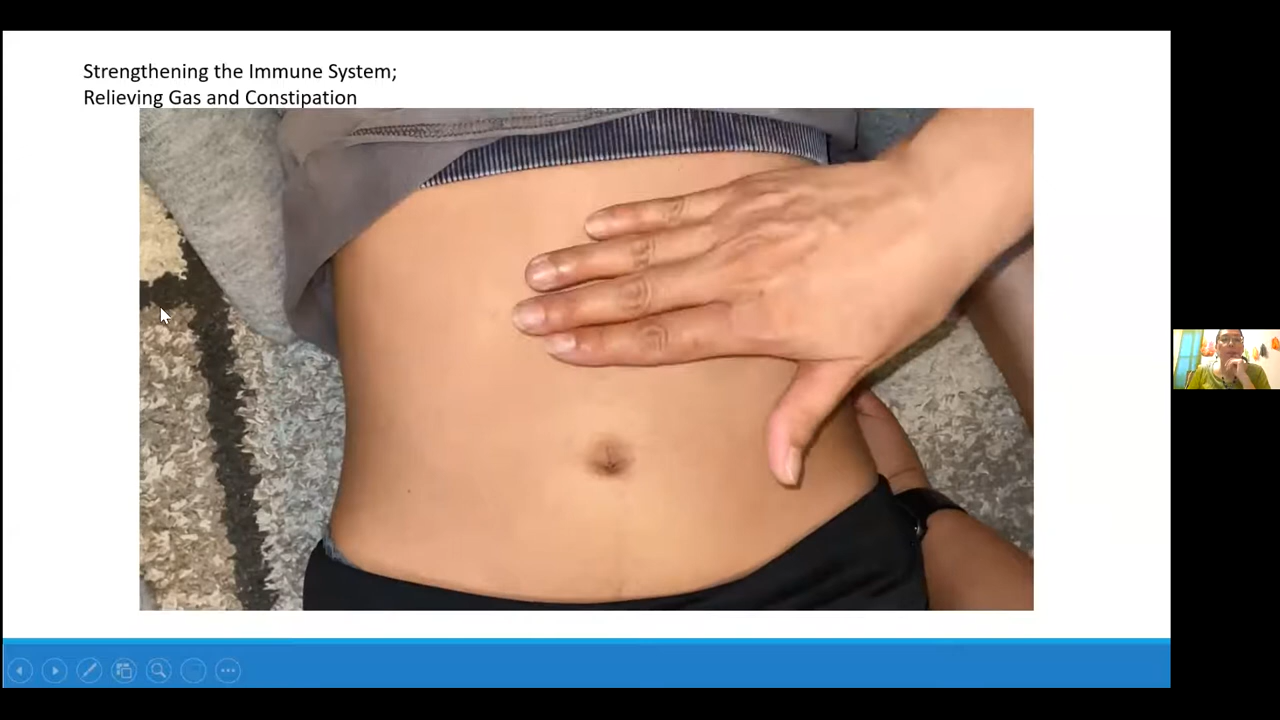 Strengthening the Immune System;
Relieving Gas and Constipation